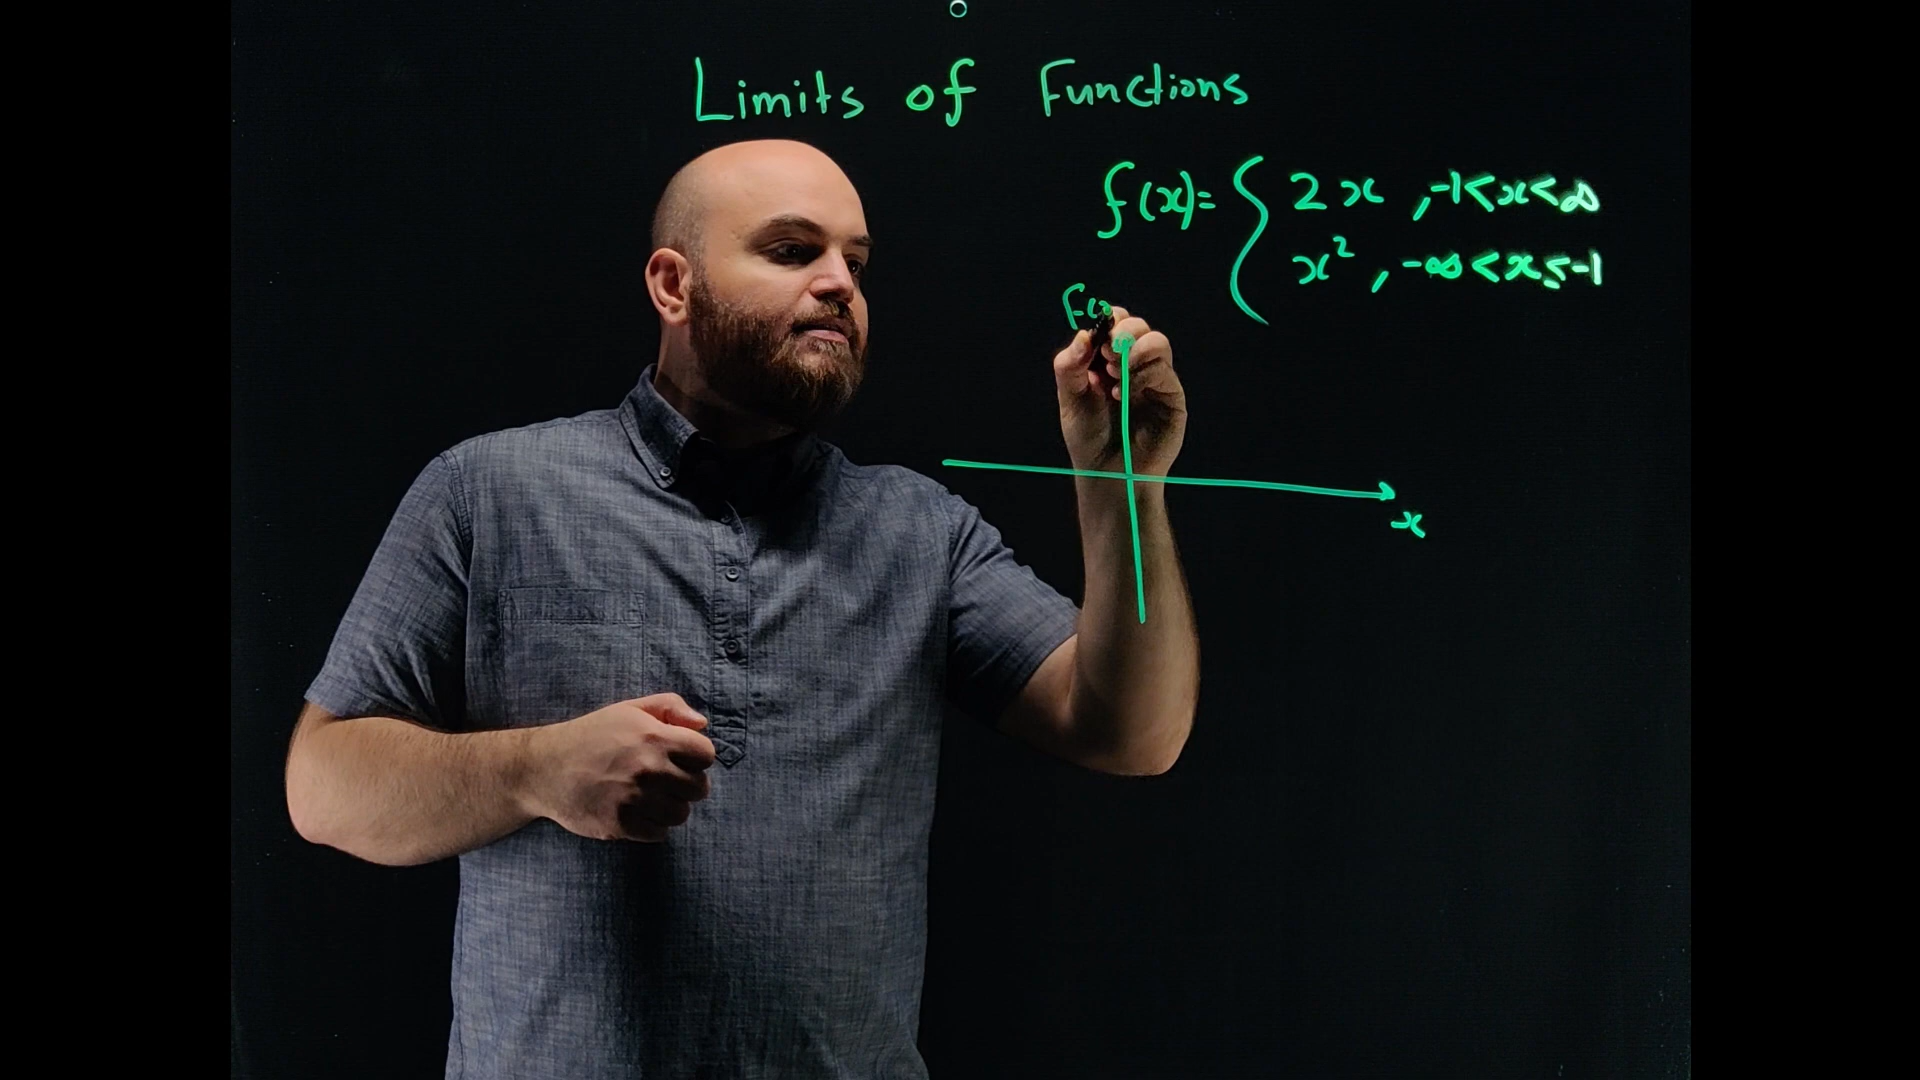 Limits of Functions
f(x)= { 2x , -1<x<∞
x², -∞<x≤-1
F(x
x